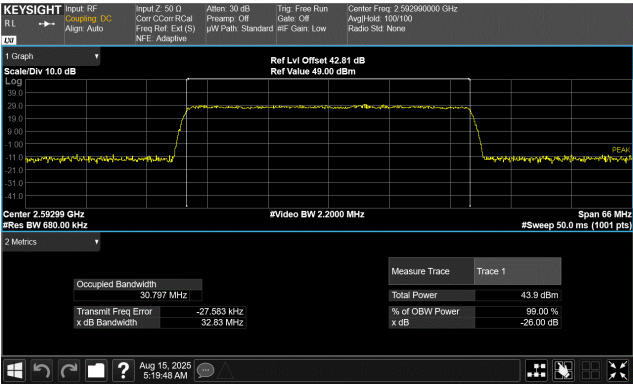 KEYSIGHT Input: RF Input Z: 50 Ω Atten: 30 dB Trig: Free Run Center Freq: 2.592990000 GHz
RL Coupling: DC Corr CCorr RCal Preamp: Off Gate: Off Avg|Hold: 100/100
Align: Auto Freq Ref: Ext (S) µW Path: Standard #IF Gain: Low Radio Std: None
NFE: Adaptive
LXI
1 Graph
Ref Lvl Offset 42.81 dB
Scale/Div 10.0 dB Ref Value 49.00 dBm
Log
39.0
29.0
19.0
9.00
-1.00
-11.0 PEAK
-21.0
-31.0
-41.0
Center 2.59299 GHz #Video BW 2.2000 MHz Span 66 MHz
#Res BW 680.00 kHz #Sweep 50.0 ms (1001 pts)
2 Metrics
Measure Trace Trace 1
Occupied Bandwidth
30.797 MHz Total Power 43.9 dBm
Transmit Freq Error -27.583 kHz % of OBW Power 99.00 %
x dB Bandwidth 32.83 MHz x dB -26.00 dB
?
Aug 15, 2025
5:19:48 AM